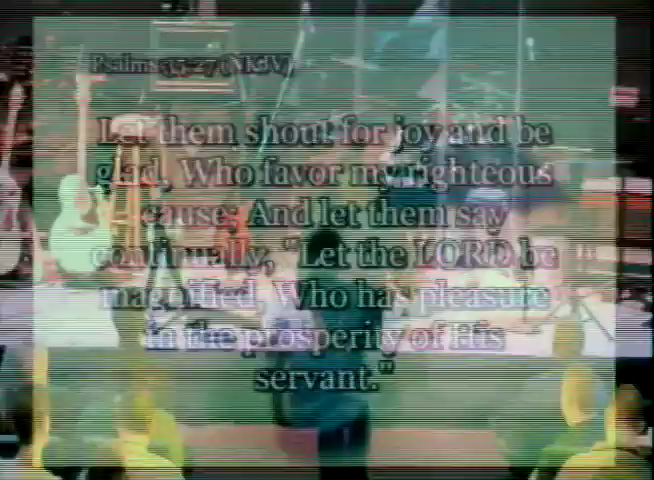 Psalms 35:27 (NKJV)
Let them shout for joy and be
glad, Who favor my righteous
cause; And let them say
continually, "Let the LORD be
magnified, Who has pleasure
in the prosperity of His
servant."